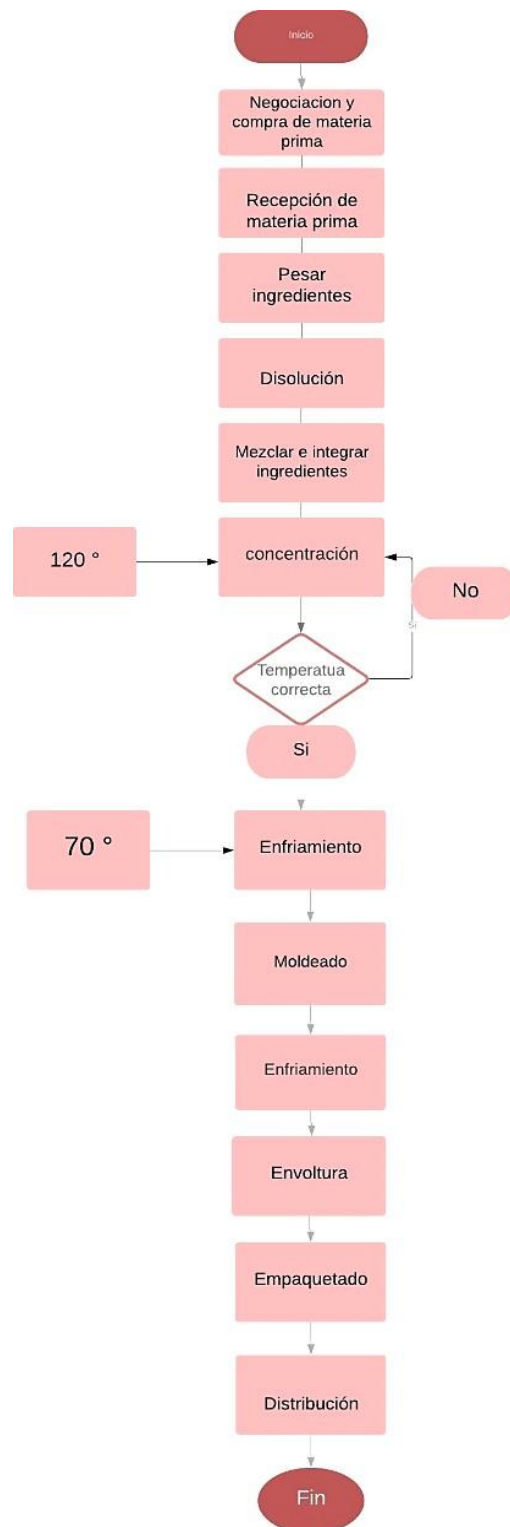 Inicio
Negociacion y
compra de materia
prima
Recepción de
materia prima
Pesar
ingredientes
Disolución
Mezclar e integrar
ingredientes
120 °
concentración
No
Si
Temperatua
correcta
Si
70 °
Enfriamiento
Moldeado
Enfriamiento
Envoltura
Empaquetado
Distribución
Fin